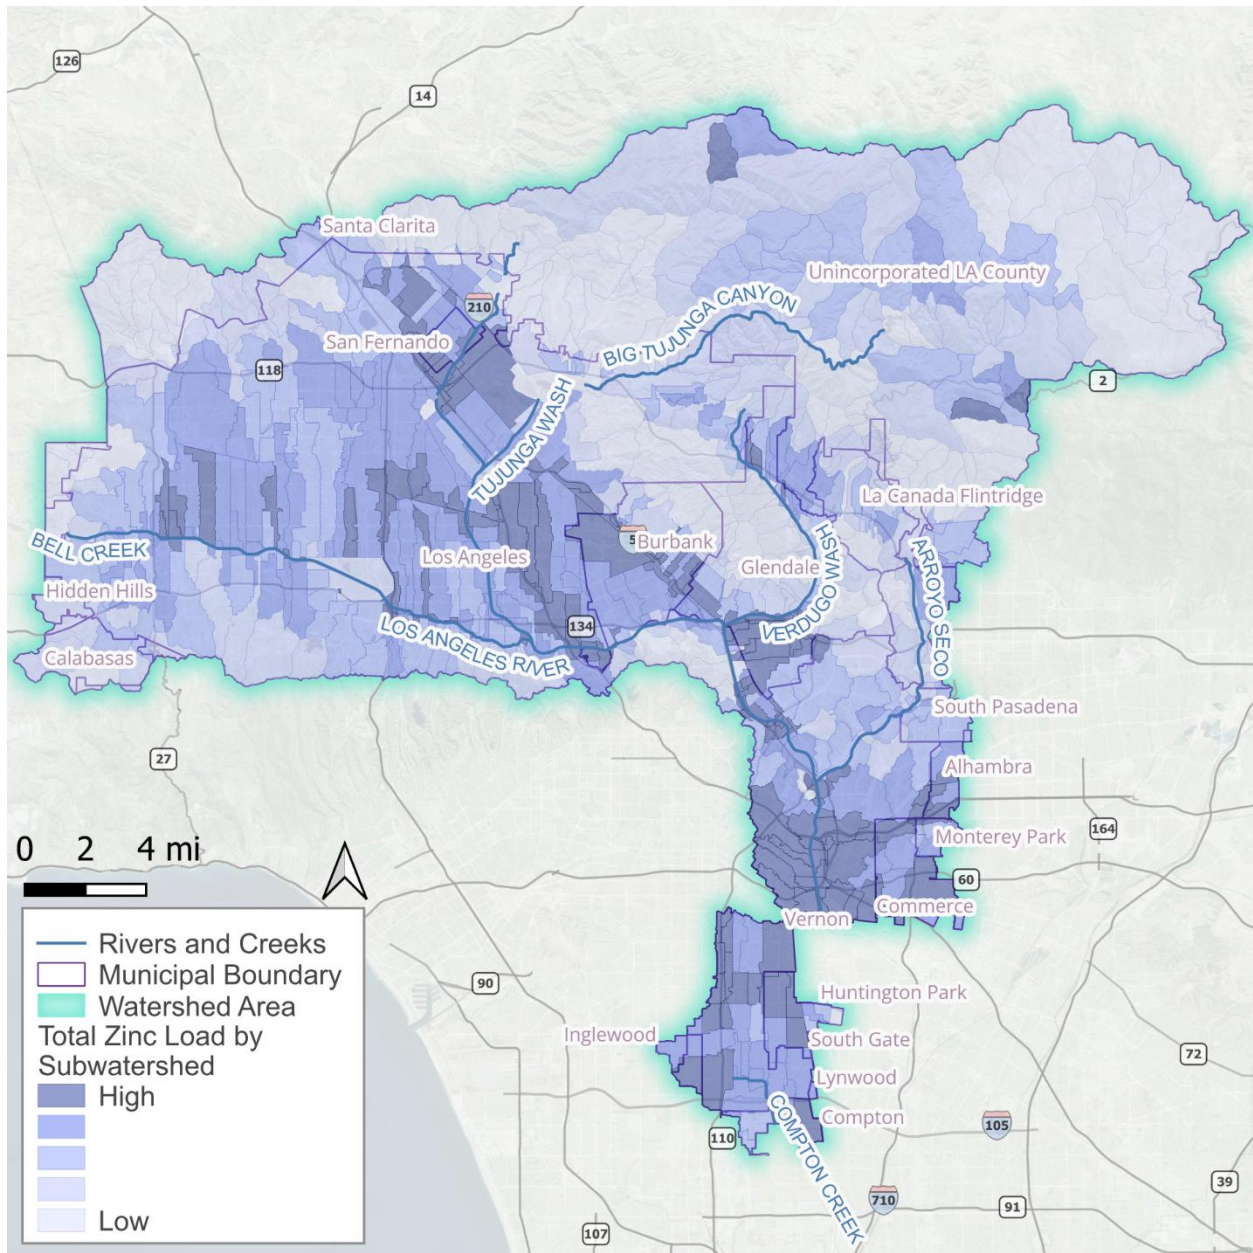 126
14
Santa Clarita
Unincorporated LA County
210
BIG TUJUNGA CANYON
San Fernando
118
2
TUJUNGA WASH
La Canada Flintridge
BELL CREEK
Los Angeles
5
Burbank
Glendale
VERDUGO WASH
ARROYO SECO
Hidden Hills
LOS ANGELES RIVER
134
Calabasas
South Pasadena
27
Alhambra
0 2 4 mi
Monterey Park
164
60
Commerce
Vernon
Rivers and Creeks
Municipal Boundary
Watershed Area
Total Zinc Load by
Subwatershed
High
Low
90
Huntington Park
Inglewood
South Gate
72
Lynwood
Compton
COMPTON CREEK
110
105
39
710
91
107